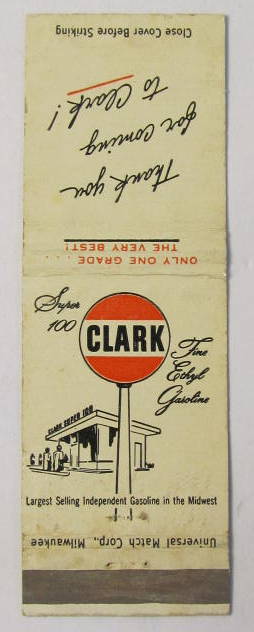 Close Cover Before Striking
Thank you
for coming
to Clark!
ONLY ONE GRADE...
THE VERY BEST!
Super
100
CLARK
Fine
Ethyl
Gasoline
CLARK SUPER 100
Largest Selling Independent Gasoline in the Midwest
Universal Match Corp., Milwaukee